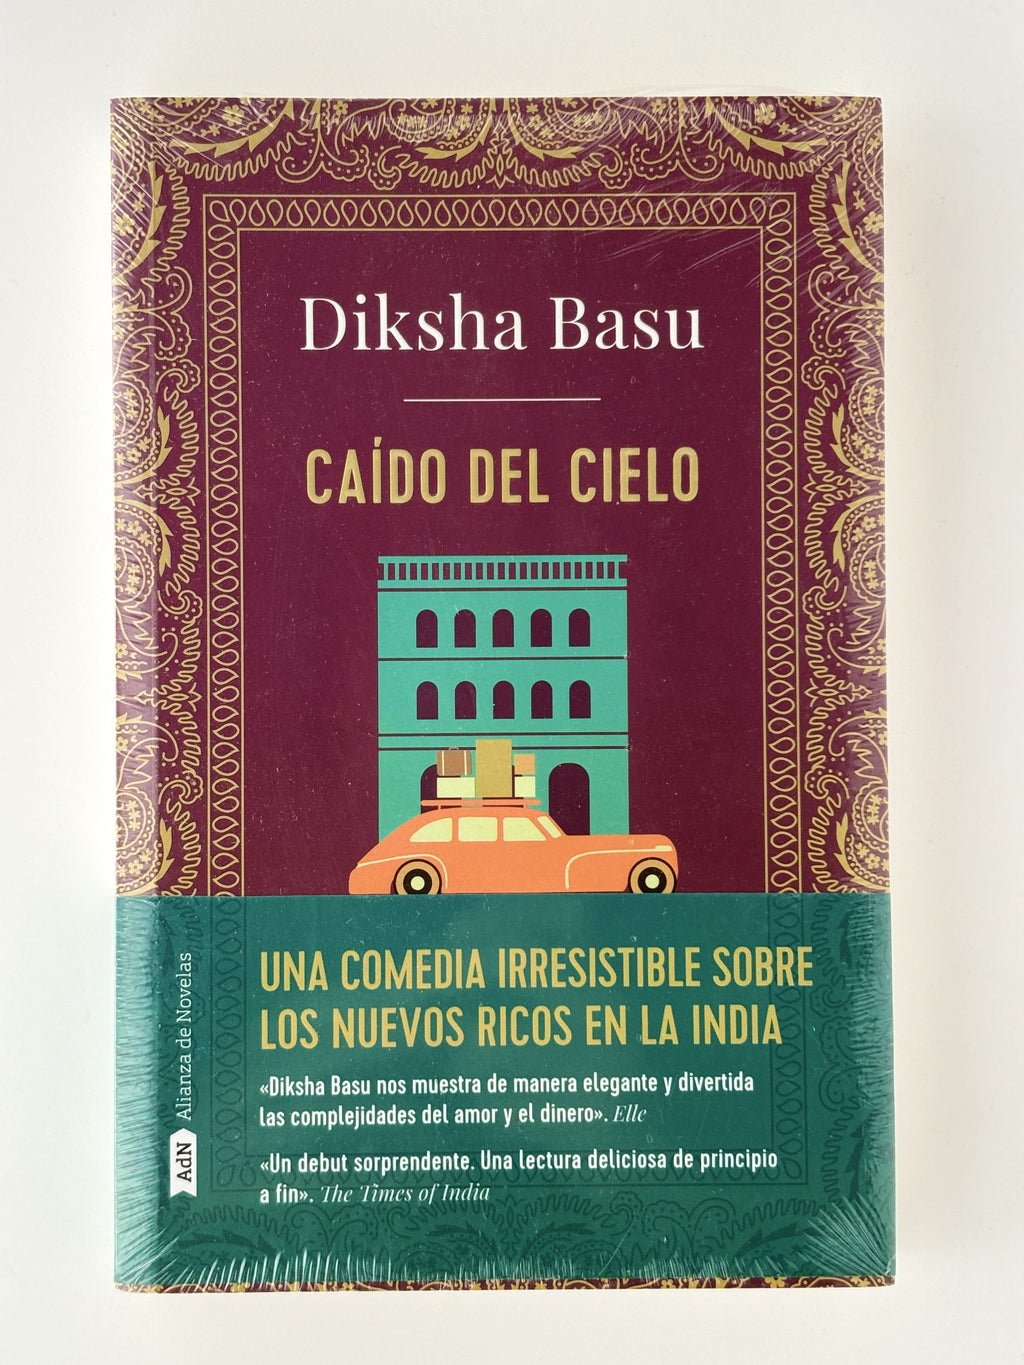 Diksha Basu
CAÍDO DEL CIELO
UNA COMEDIA IRRESISTIBLE SOBRE
LOS NUEVOS RICOS EN LA INDIA
«Diksha Basu nos muestra de manera elegante y divertida
las complejidades del amor y el dinero». Elle
«Un debut sorprendente. Una lectura deliciosa de principio
a fin». The Times of India
AdN Alianza de Novelas